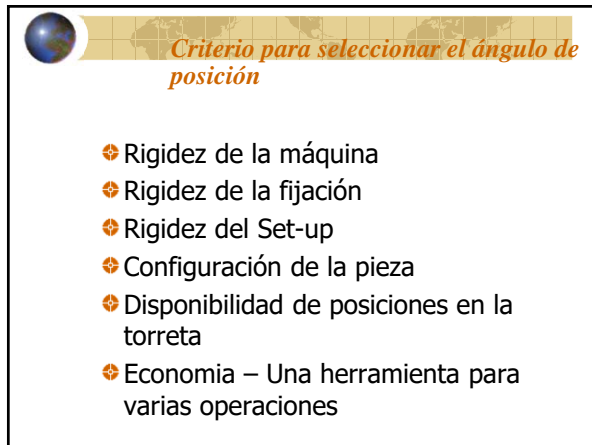 Criterio para seleccionar el ángulo de
posición
Rigidez de la máquina
Rigidez de la fijación
Rigidez del Set-up
Configuración de la pieza
Disponibilidad de posiciones en la
torreta
Economia – Una herramienta para
varias operaciones